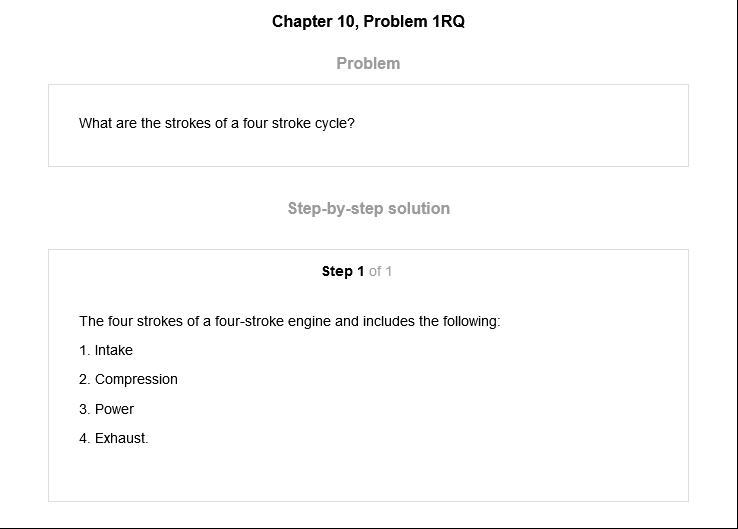 Chapter 10, Problem 1RQ
Problem
What are the strokes of a four stroke cycle?
Step-by-step solution
Step 1 of 1
The four strokes of a four-stroke engine and includes the following:
1. Intake
2. Compression
3. Power
4. Exhaust.